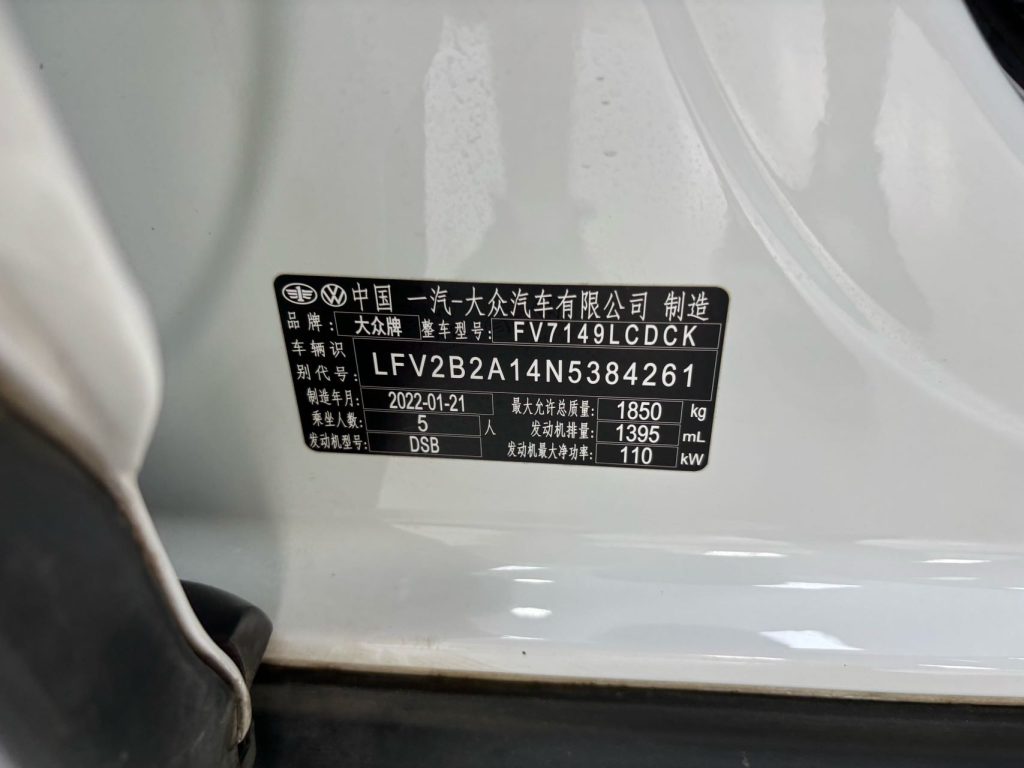 中国 一汽-大众汽车有限公司 制造
品牌: 大众牌 整车型号: FV7149LCDCK
车辆识别代号: LFV2B2A14N5384261
制造年月: 2022-01-21 最大允许总质量: 1850 kg
乘坐人数: 5 人 发动机排量: 1395 mL
发动机型号: DSB 发动机最大净功率: 110 kW